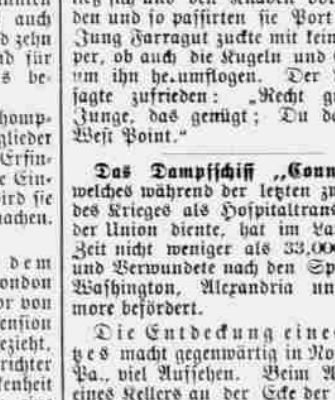 auch
zehn
für
s be-
homp-
glieder
Erfin-
e Ein-
ird sie
achen.
dem
ondon
or von
ension
ezieht,
richter
enheit
den und so passirten sie Port
Jung Farragut zuckte mit kein
per, ob auch die Kugeln und
um ihn he.umflogen. Der
sagte zufrieden: „Recht g
Junge, das genügt; Du
West Point.“
Das Dampfschiff „Conn
welches während der letzten z
des Krieges als Hospitaltrans
der Union diente, hat im La
Zeit nicht weniger als 33,00
und Verwundete nach den Sp
Washington, Alexandria un
more befördert.
Die Entdeckung eine
tzes macht gegenwärtig in No
Pa., viel Aufsehen. Beim A
eines Kellers an der Ecke der